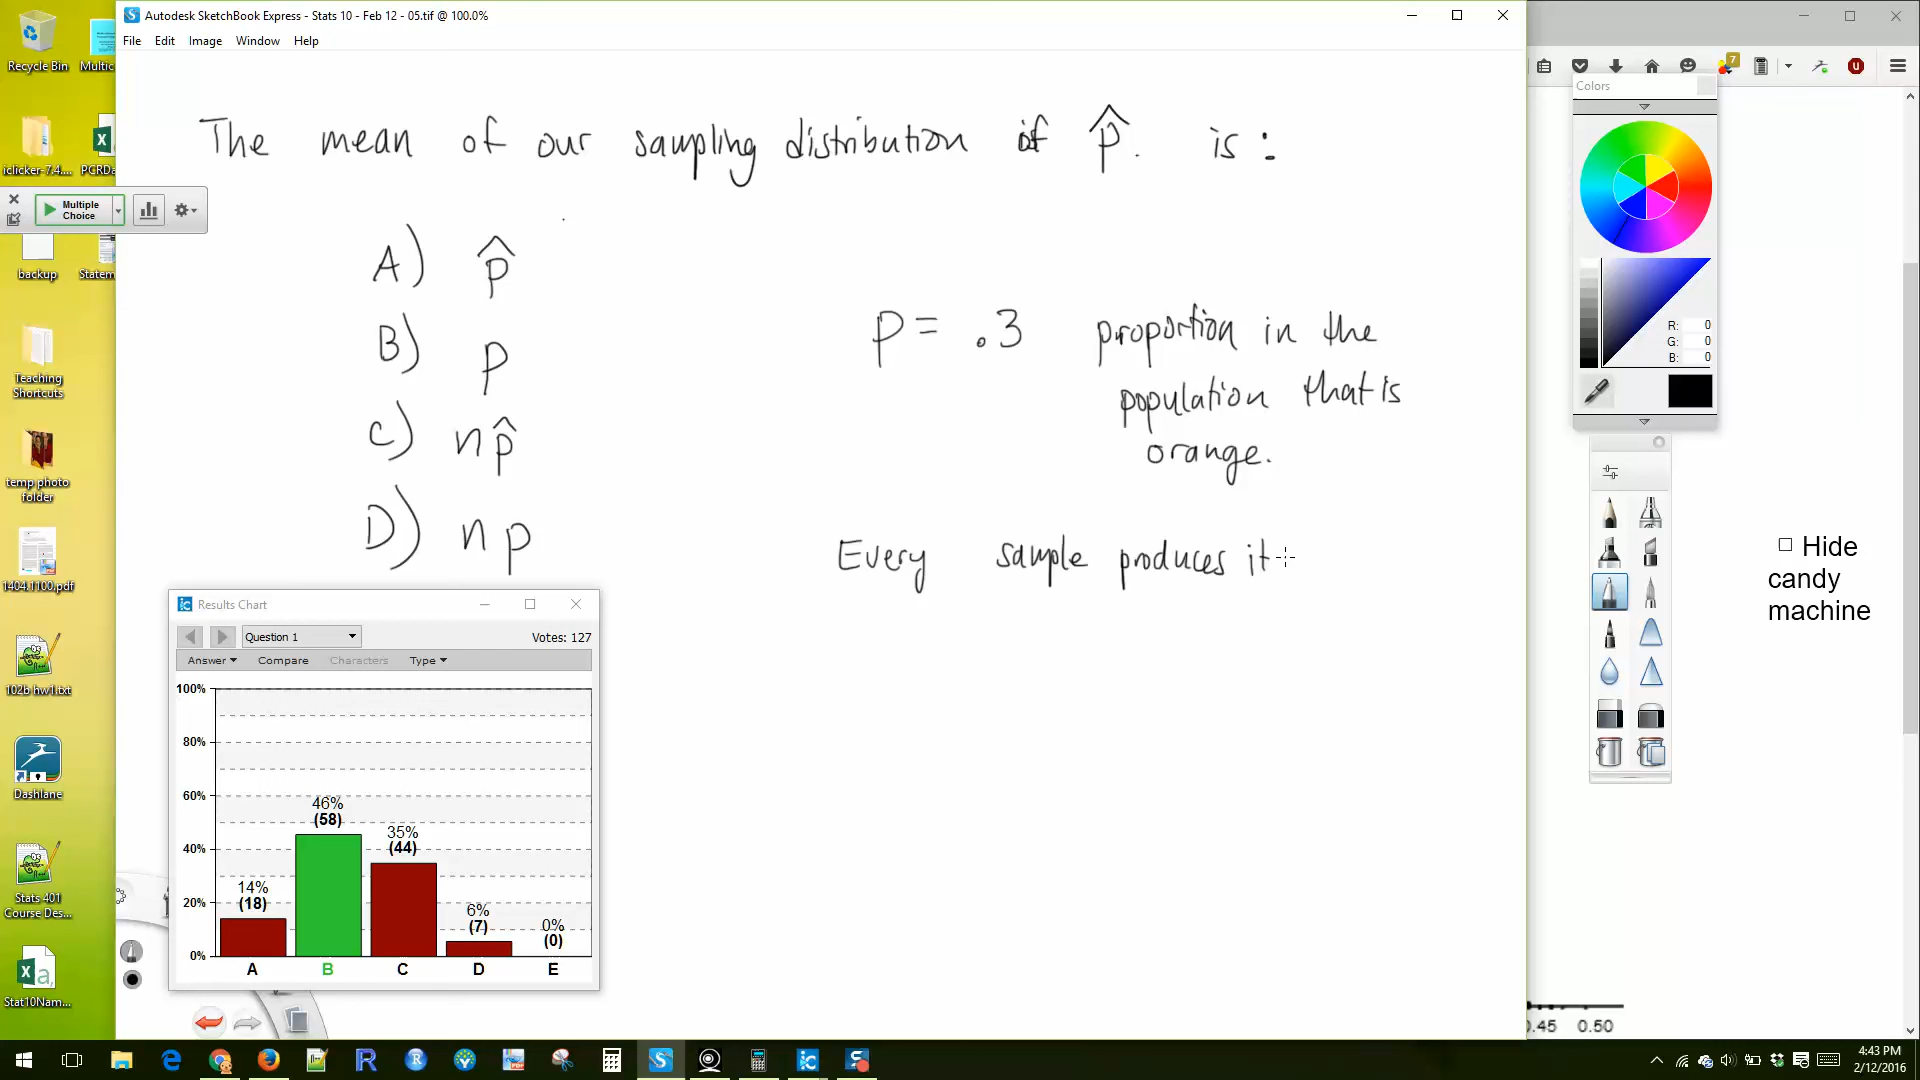 Autodesk SketchBook Express - Stats 10 - Feb 12 - 05.tif @ 100.0%
File Edit Image Window Help
Recycle Bin
Multic
iclicker-7.4....
PCRDa
Multiple
Choice
backup
Statem
Teaching
Shortcuts
temp photo
folder
1404.1100.pdf
102b hw1.txt
Dashlane
Stats 401
Course Des...
Stat10Nam...
The mean of our sampling distribution of p̂. is :
A) p̂
B) p
C) n p̂
D) n p
p = .3 proportion in the
population that is
orange.
Every sample produces it
Results Chart
Question 1
Votes: 127
Answer Compare Characters Type
100%
80%
60%
40%
20%
0%
14%
(18)
46%
(58)
35%
(44)
6%
(7)
0%
(0)
A B C D E
7
Colors
R: 0
G: 0
B: 0
Hide
candy
machine
0.45 0.50
4:43 PM
2/12/2016